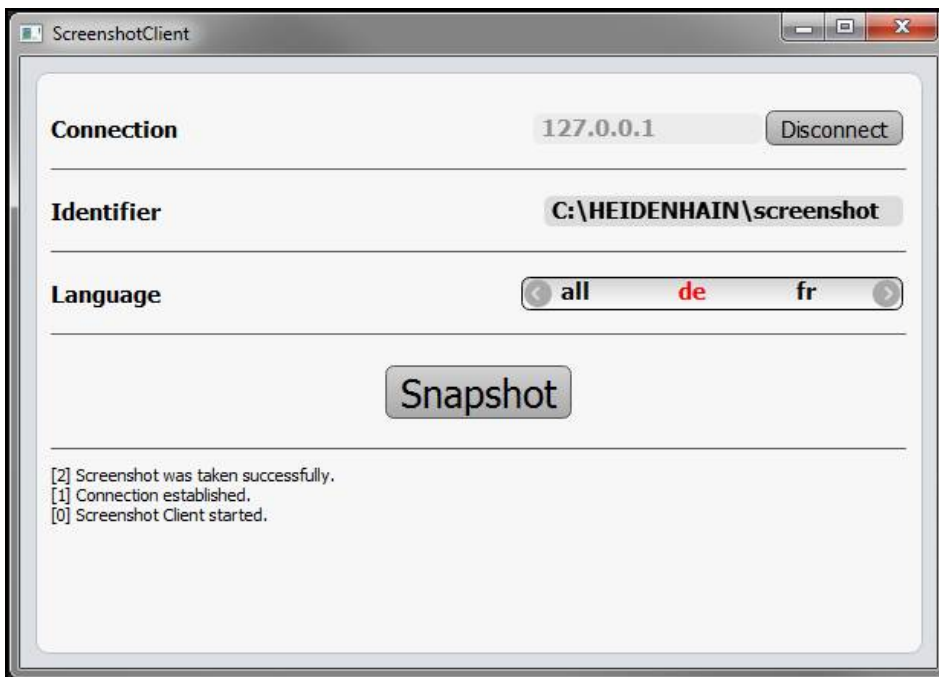 ScreenshotClient
Connection 127.0.0.1 Disconnect
Identifier C:\HEIDENHAIN\screenshot
Language all de fr
Snapshot
[2] Screenshot was taken successfully.
[1] Connection established.
[0] Screenshot Client started.